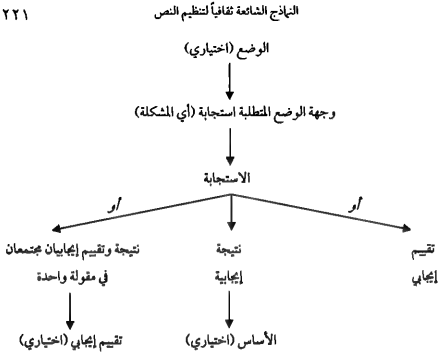 النماذج الشائعة ثقافياً لتنظيم النص ٢٢١
الوضع (اختياري)
وجهة الوضع المتطلبة استجابة (أي المشكلة)
الاستجابة
أو أو
تقييم نتيجة نتيجة وتقييم إيجابيان مجتمعان
إيجابي إيجابية في مقولة واحدة
الأساس (اختياري) تقييم إيجابي (اختياري)